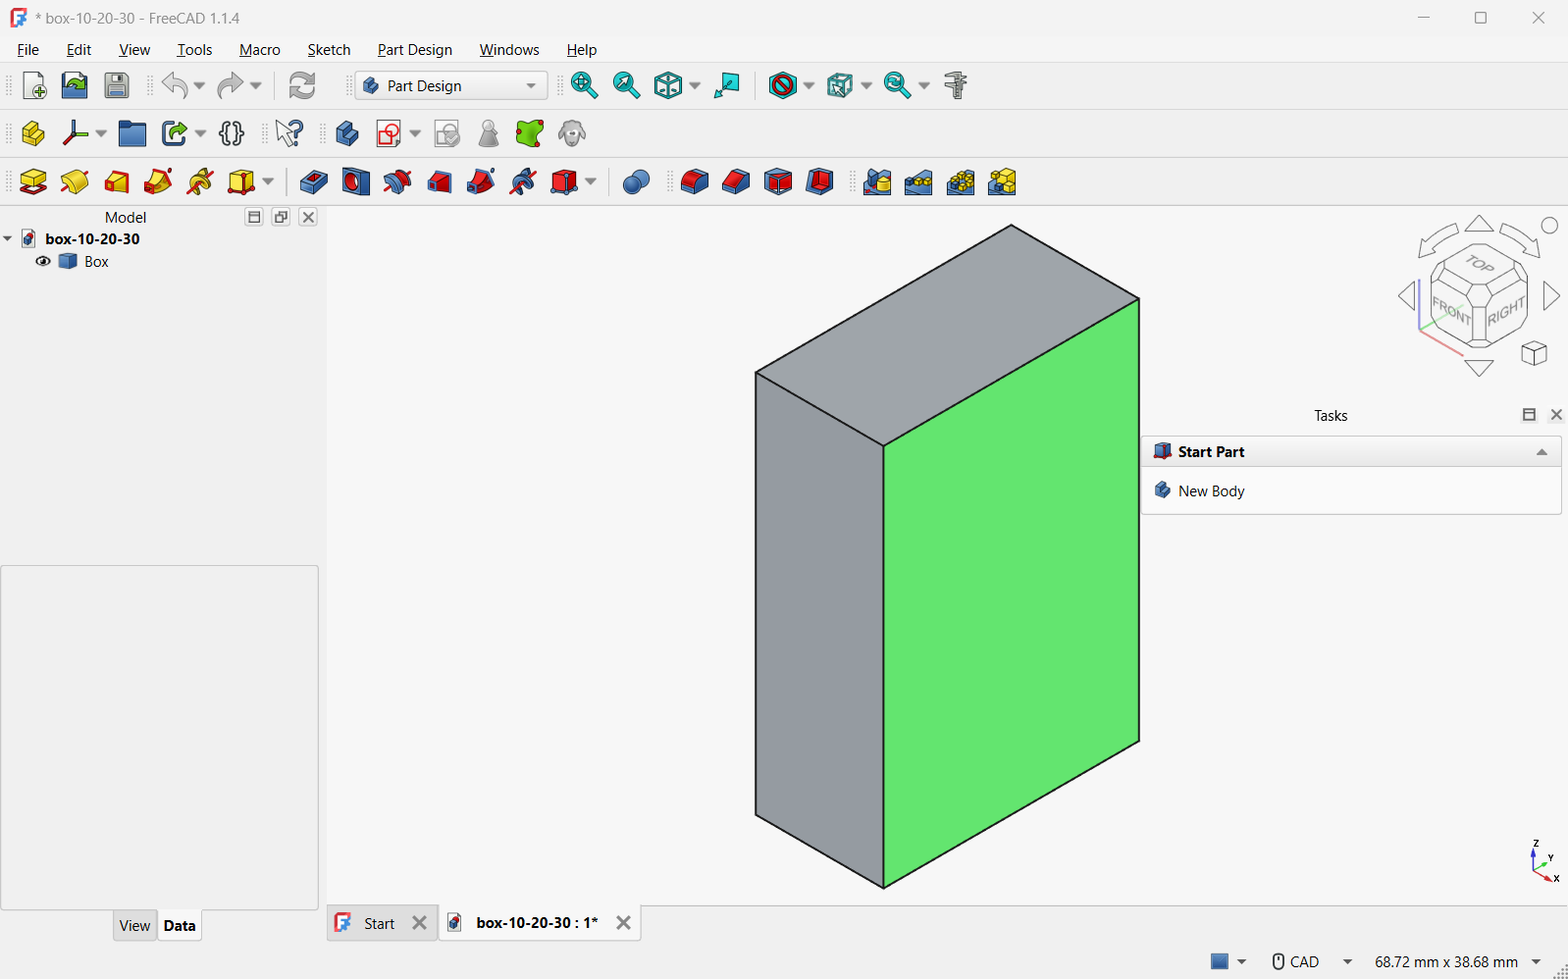 * box-10-20-30 - FreeCAD 1.1.4
File Edit View Tools Macro Sketch Part Design Windows Help
Part Design
Model
box-10-20-30
Box
TOP
FRONT
RIGHT
Tasks
Start Part
New Body
Z
Y
X
View Data
Start
box-10-20-30 : 1*
CAD
68.72 mm x 38.68 mm